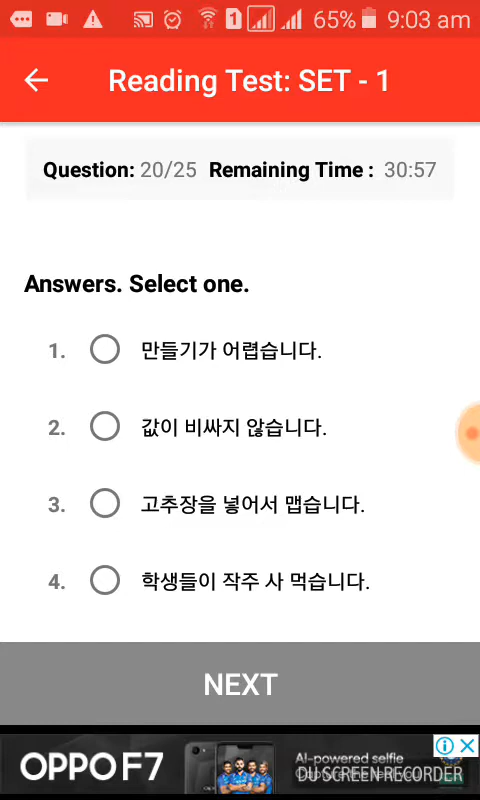 1 65% 9:03 am
Reading Test: SET - 1
Question: 20/25 Remaining Time : 30:57
Answers. Select one.
1. 만들기가 어렵습니다.
2. 값이 비싸지 않습니다.
3. 고추장을 넣어서 맵습니다.
4. 학생들이 작주 사 먹습니다.
NEXT
OPPO F7
AI-powered selfie
DU SCREEN RECORDER